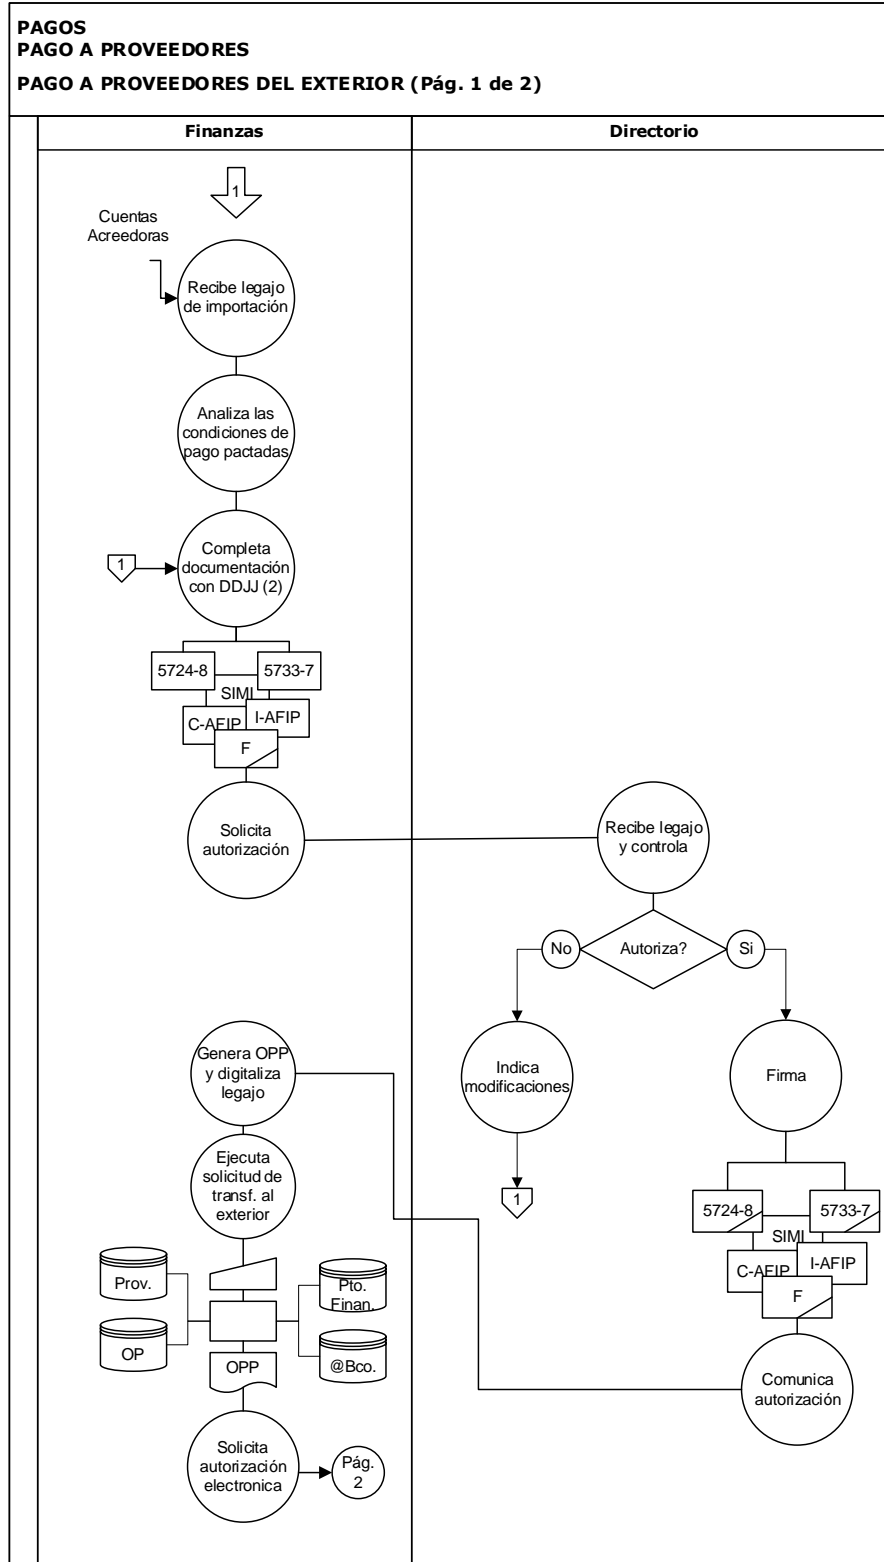 PAGOS
PAGO A PROVEEDORES
PAGO A PROVEEDORES DEL EXTERIOR (Pág. 1 de 2)
Finanzas
Directorio
1
Cuentas
Acreedoras
Recibe legajo
de importación
Analiza las
condiciones de
pago pactadas
1
Completa
documentación
con DDJJ (2)
5724-8
5733-7
SIMI
C-AFIP
I-AFIP
F
Solicita
autorización
Recibe legajo
y controla
No
Autoriza?
Si
Genera OPP
y digitaliza
legajo
Indica
modificaciones
Firma
Ejecuta
solicitud de
transf. al
exterior
1
5724-8
5733-7
SIMI
C-AFIP
I-AFIP
F
Prov.
Pto.
Finan.
OP
@Bco.
OPP
Comunica
autorización
Solicita
autorización
electronica
Pág.
2